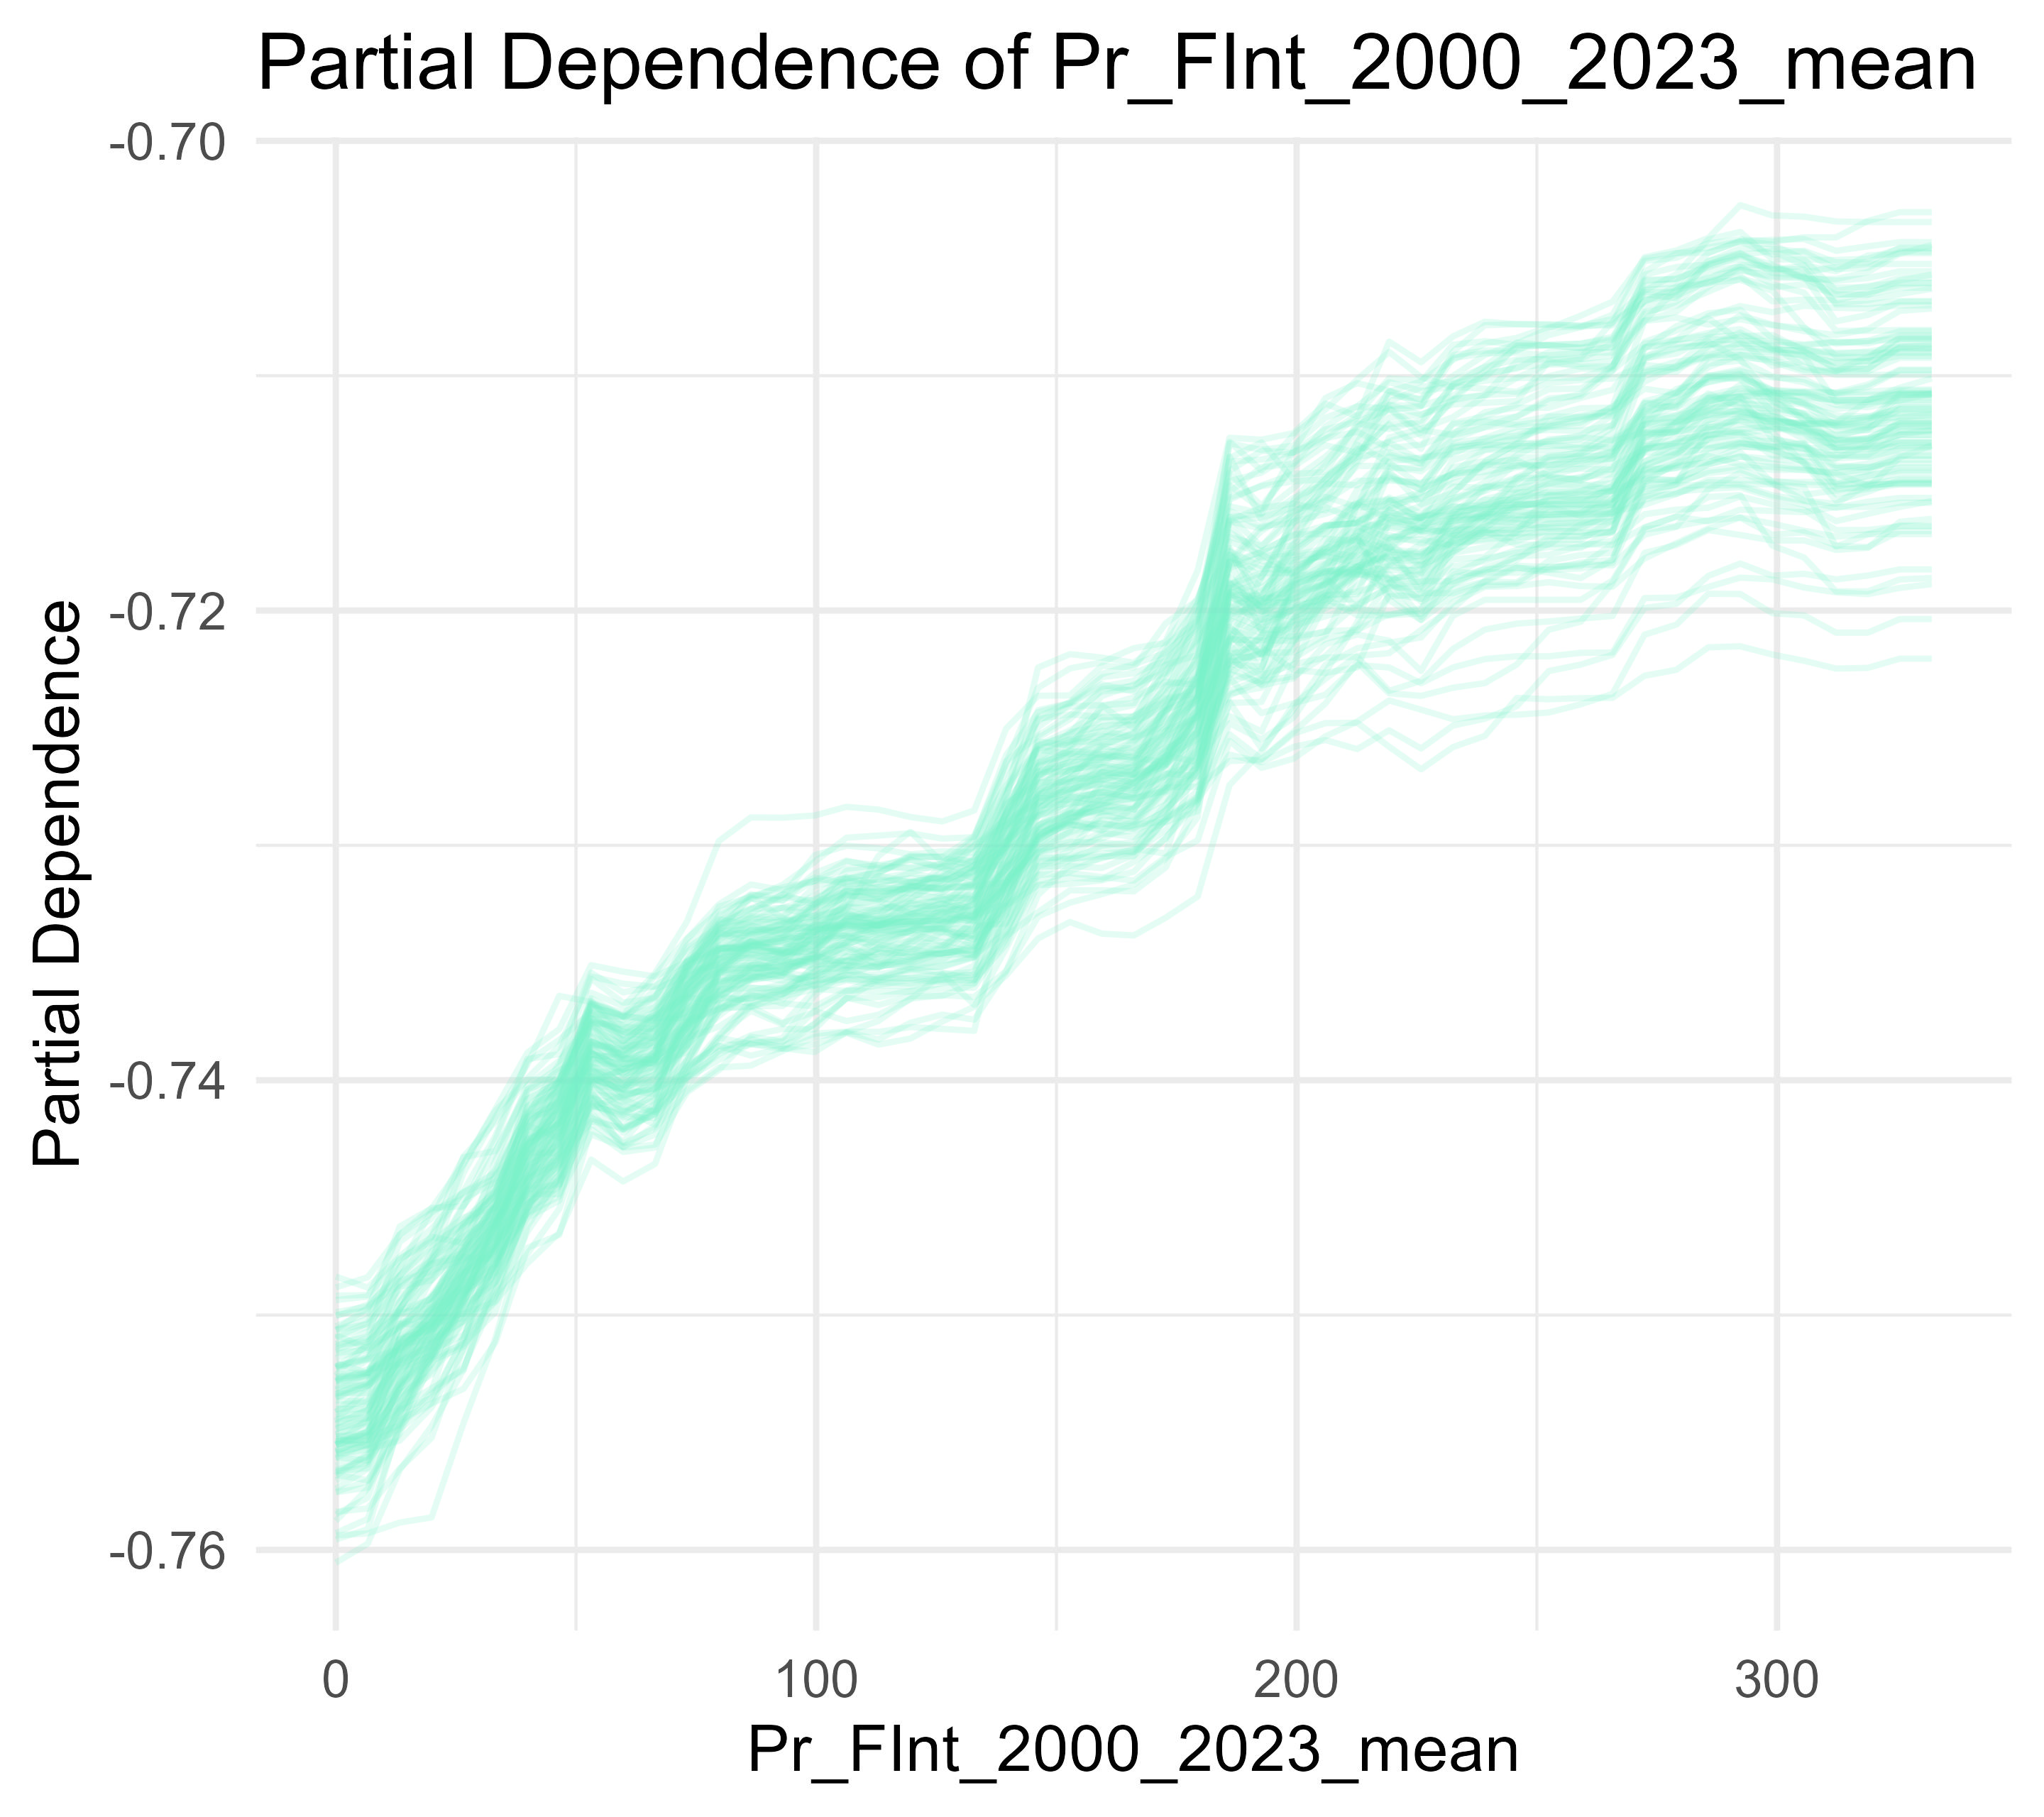 Partial Dependence of Pr_FInt_2000_2023_mean
-0.70
-0.72
-0.74
-0.76
Partial Dependence
0 100 200 300
Pr_FInt_2000_2023_mean